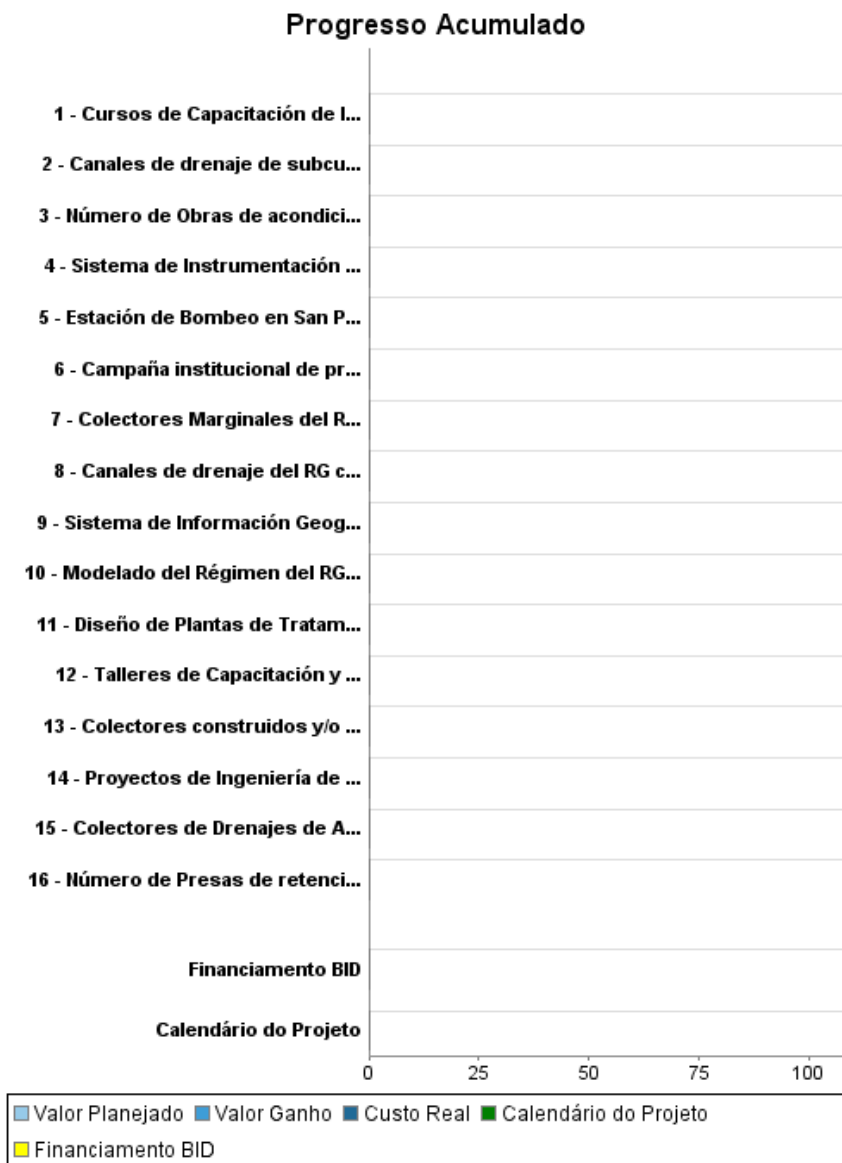 Progresso Acumulado
1 - Cursos de Capacitación de I...
2 - Canales de drenaje de subcu...
3 - Número de Obras de acondici...
4 - Sistema de Instrumentación ...
5 - Estación de Bombeo en San P...
6 - Campaña institucional de pr...
7 - Colectores Marginales del R...
8 - Canales de drenaje del RG c...
9 - Sistema de Información Geog...
10 - Modelado del Régimen del RG...
11 - Diseño de Plantas de Tratam...
12 - Talleres de Capacitación y ...
13 - Colectores construidos y/o ...
14 - Proyectos de Ingeniería de ...
15 - Colectores de Drenajes de A...
16 - Número de Presas de retenci...
Financiamento BID
Calendário do Projeto
0 25 50 75 100
Valor Planejado Valor Ganho Custo Real Calendário do Projeto
Financiamento BID